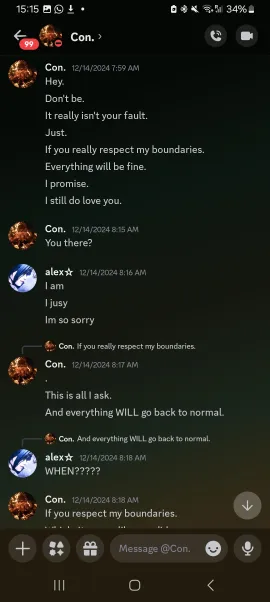 15:15
34%
99
Con.
Con. 12/14/2024 7:59 AM
Hey.
Don't be.
It really isn't your fault.
Just.
If you really respect my boundaries.
Everything will be fine.
I promise.
I still do love you.
Con. 12/14/2024 8:15 AM
You there?
alex☆ 12/14/2024 8:16 AM
I am
I jusy
Im so sorry
Con. If you really respect my boundaries.
Con. 12/14/2024 8:17 AM
.
This is all I ask.
And everything WILL go back to normal.
Con. And everything WILL go back to normal.
alex☆ 12/14/2024 8:18 AM
WHEN?????
Con. 12/14/2024 8:18 AM
If you respect my boundaries.
Message @Con.